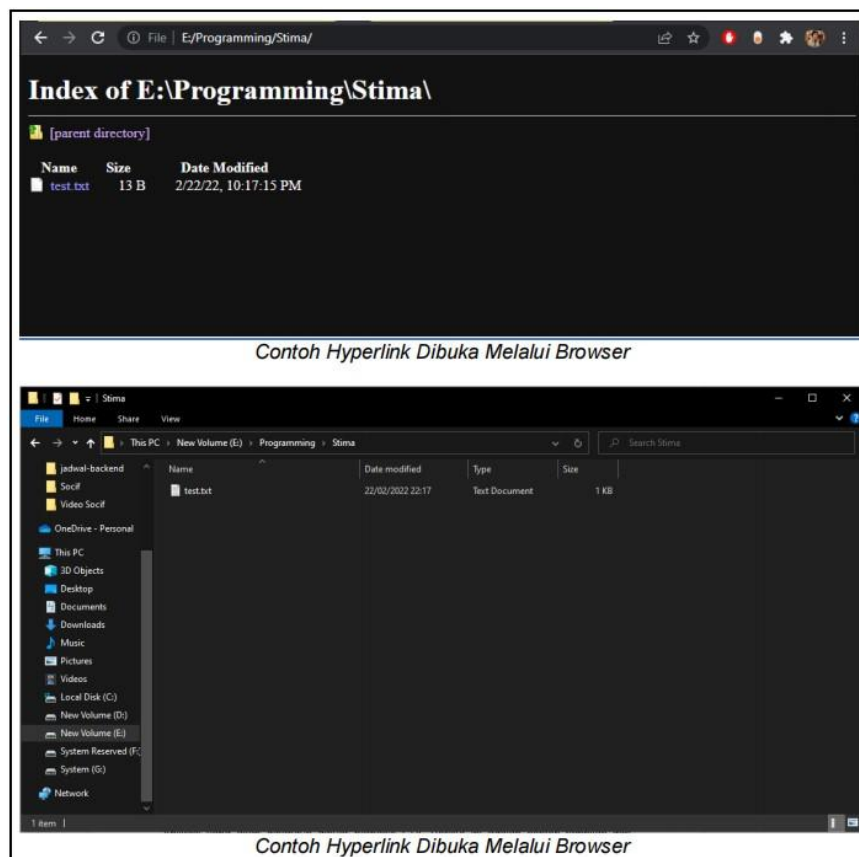 File | E:/Programming/Stima/
Index of E:\Programming\Stima\
[parent directory]
Name Size Date Modified
test.txt 13 B 2/22/22, 10:17:15 PM
Contoh Hyperlink Dibuka Melalui Browser
Stima
File Home Share View
This PC › New Volume (E:) › Programming › Stima
Search Stima
Name Date modified Type Size
test.txt 22/02/2022 22:17 Text Document 1 KB
jadwal-backend
Socif
Video Socif
OneDrive - Personal
This PC
3D Objects
Desktop
Documents
Downloads
Music
Pictures
Videos
Local Disk (C:)
New Volume (D:)
New Volume (E:)
System Reserved (F:
System (G:)
Network
1 item
Contoh Hyperlink Dibuka Melalui Browser